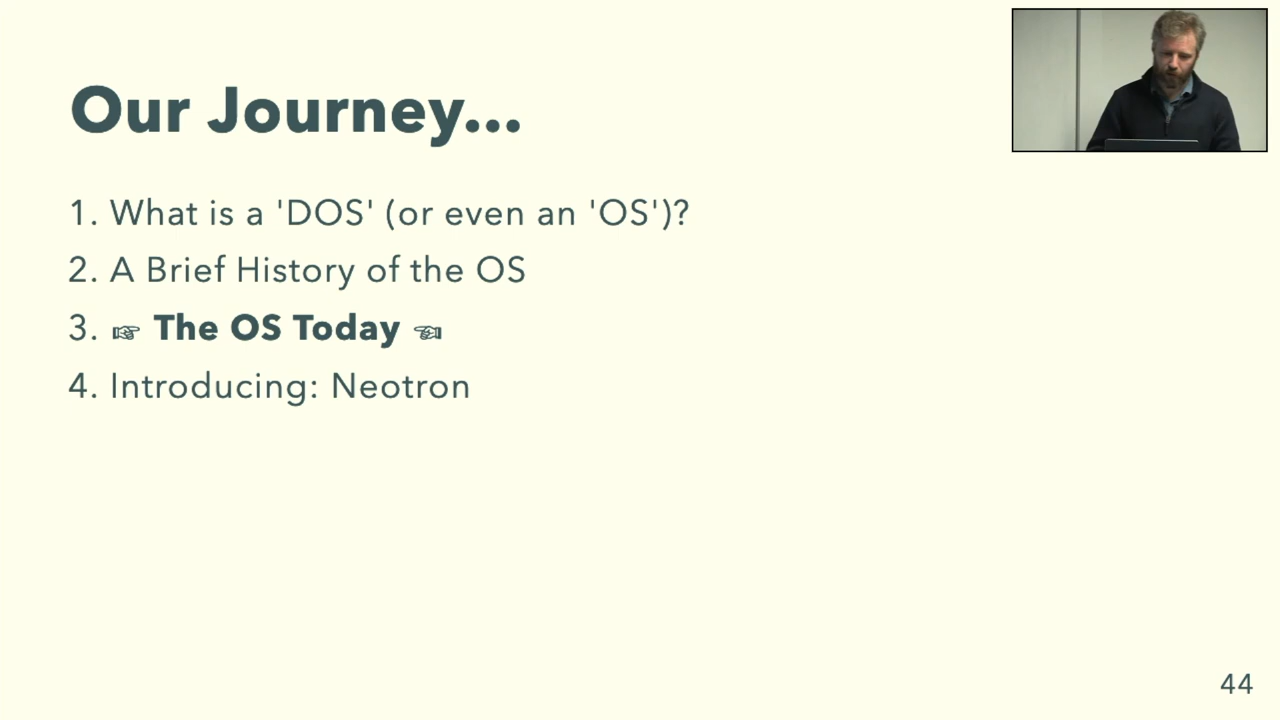 Our Journey...
1. What is a 'DOS' (or even an 'OS')?
2. A Brief History of the OS
3. ☞ The OS Today ☜
4. Introducing: Neotron
44